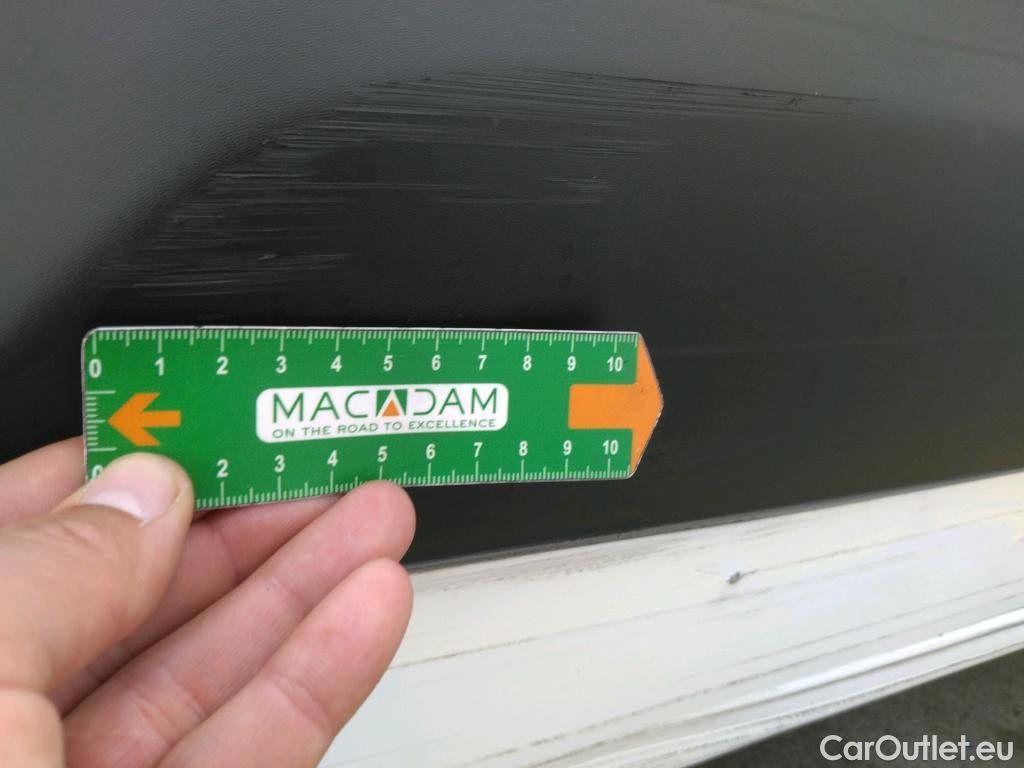 0 1 2 3 4 5 6 7 8 9 10
MACADAM
ON THE ROAD TO EXCELLENCE
0 2 3 4 5 6 7 8 9 10
CarOutlet.eu